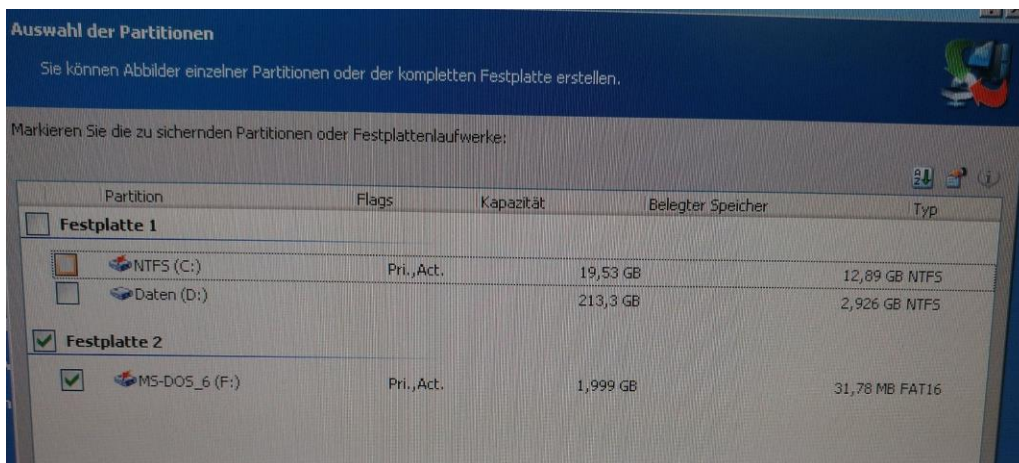 Auswahl der Partitionen
Sie können Abbilder einzelner Partitionen oder der kompletten Festplatte erstellen.
Markieren Sie die zu sichernden Partitionen oder Festplattenlaufwerke:
Partition Flags Kapazität Belegter Speicher Typ
Festplatte 1
NTFS (C:) Pri.,Act. 19,53 GB 12,89 GB NTFS
Daten (D:) 213,3 GB 2,926 GB NTFS
Festplatte 2
MS-DOS_6 (F:) Pri.,Act. 1,999 GB 31,78 MB FAT16